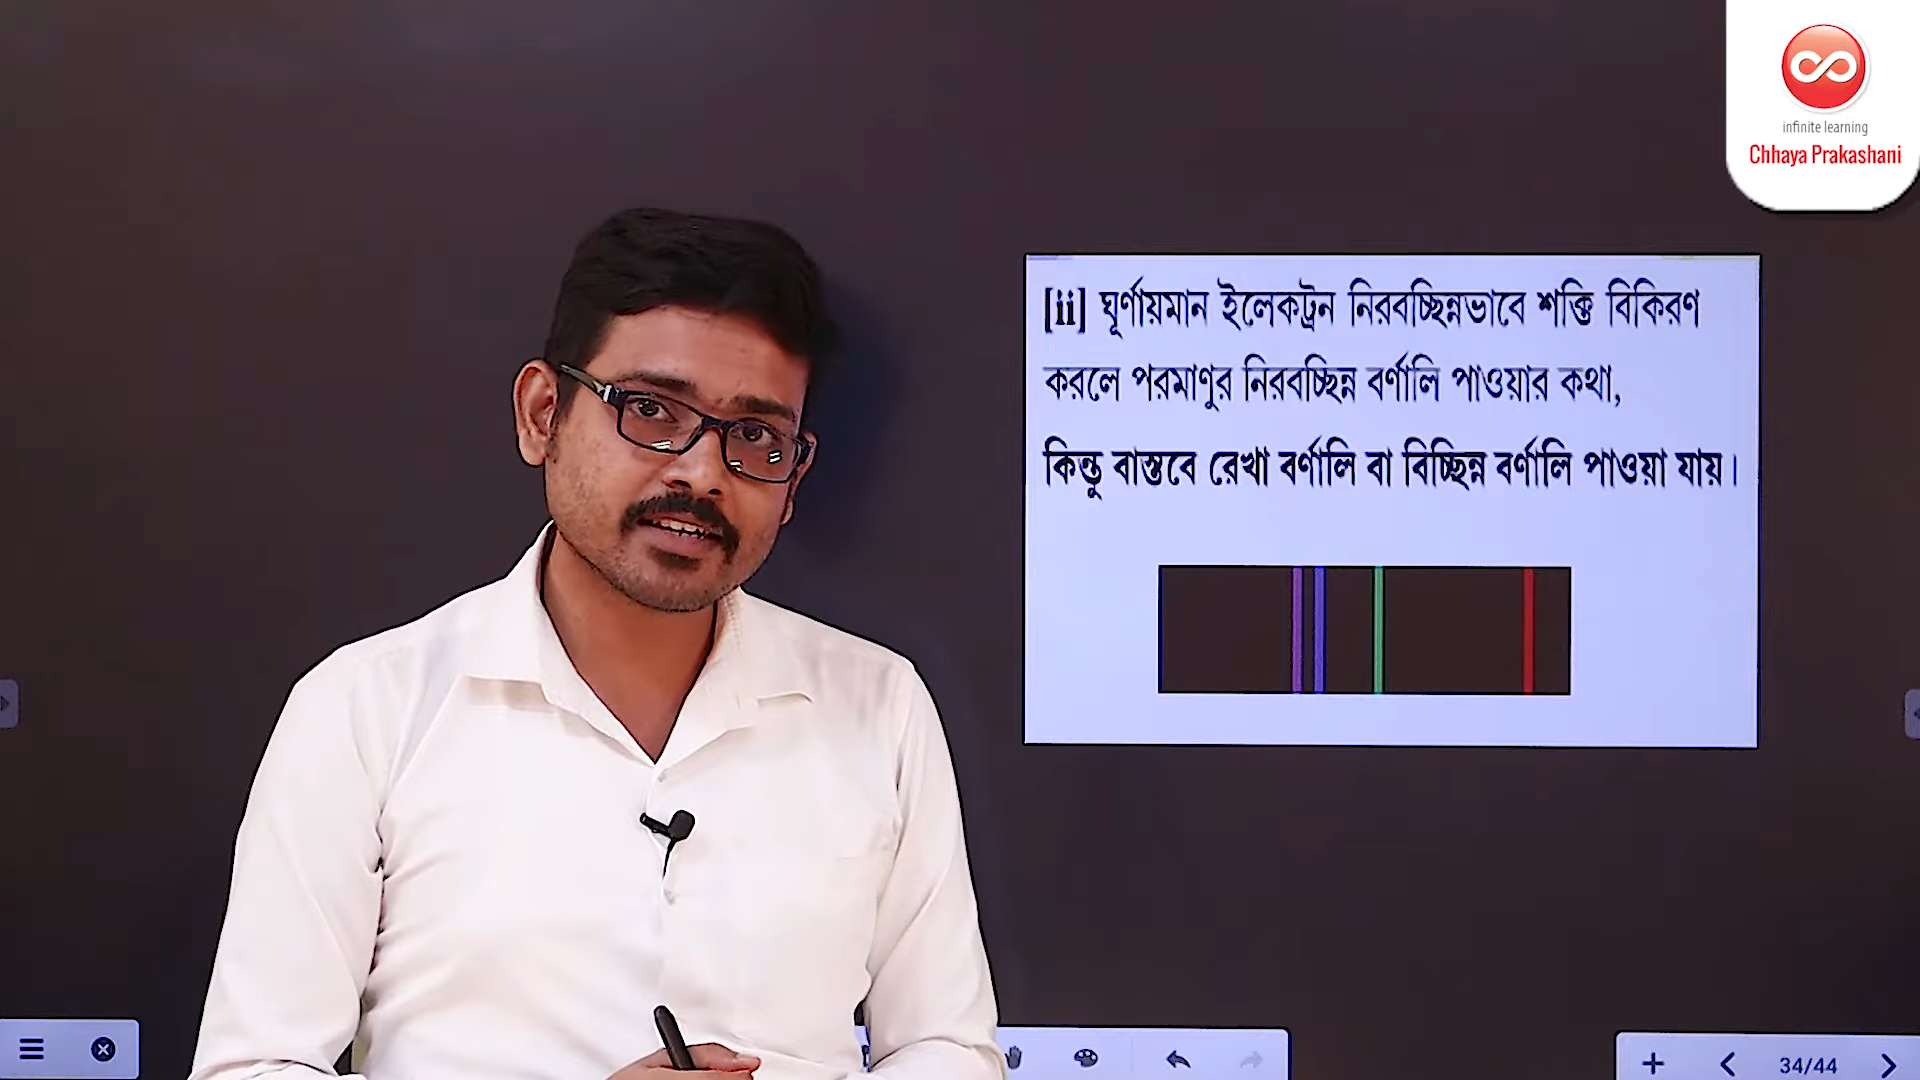 infinite learning
Chhaya Prakashani
[ii] ঘূর্ণায়মান ইলেকট্রন নিরবচ্ছিন্নভাবে শক্তি বিকিরণ
করলে পরমাণুর নিরবচ্ছিন্ন বর্ণালি পাওয়ার কথা,
কিন্তু বাস্তবে রেখা বর্ণালি বা বিচ্ছিন্ন বর্ণালি পাওয়া যায়।
34/44